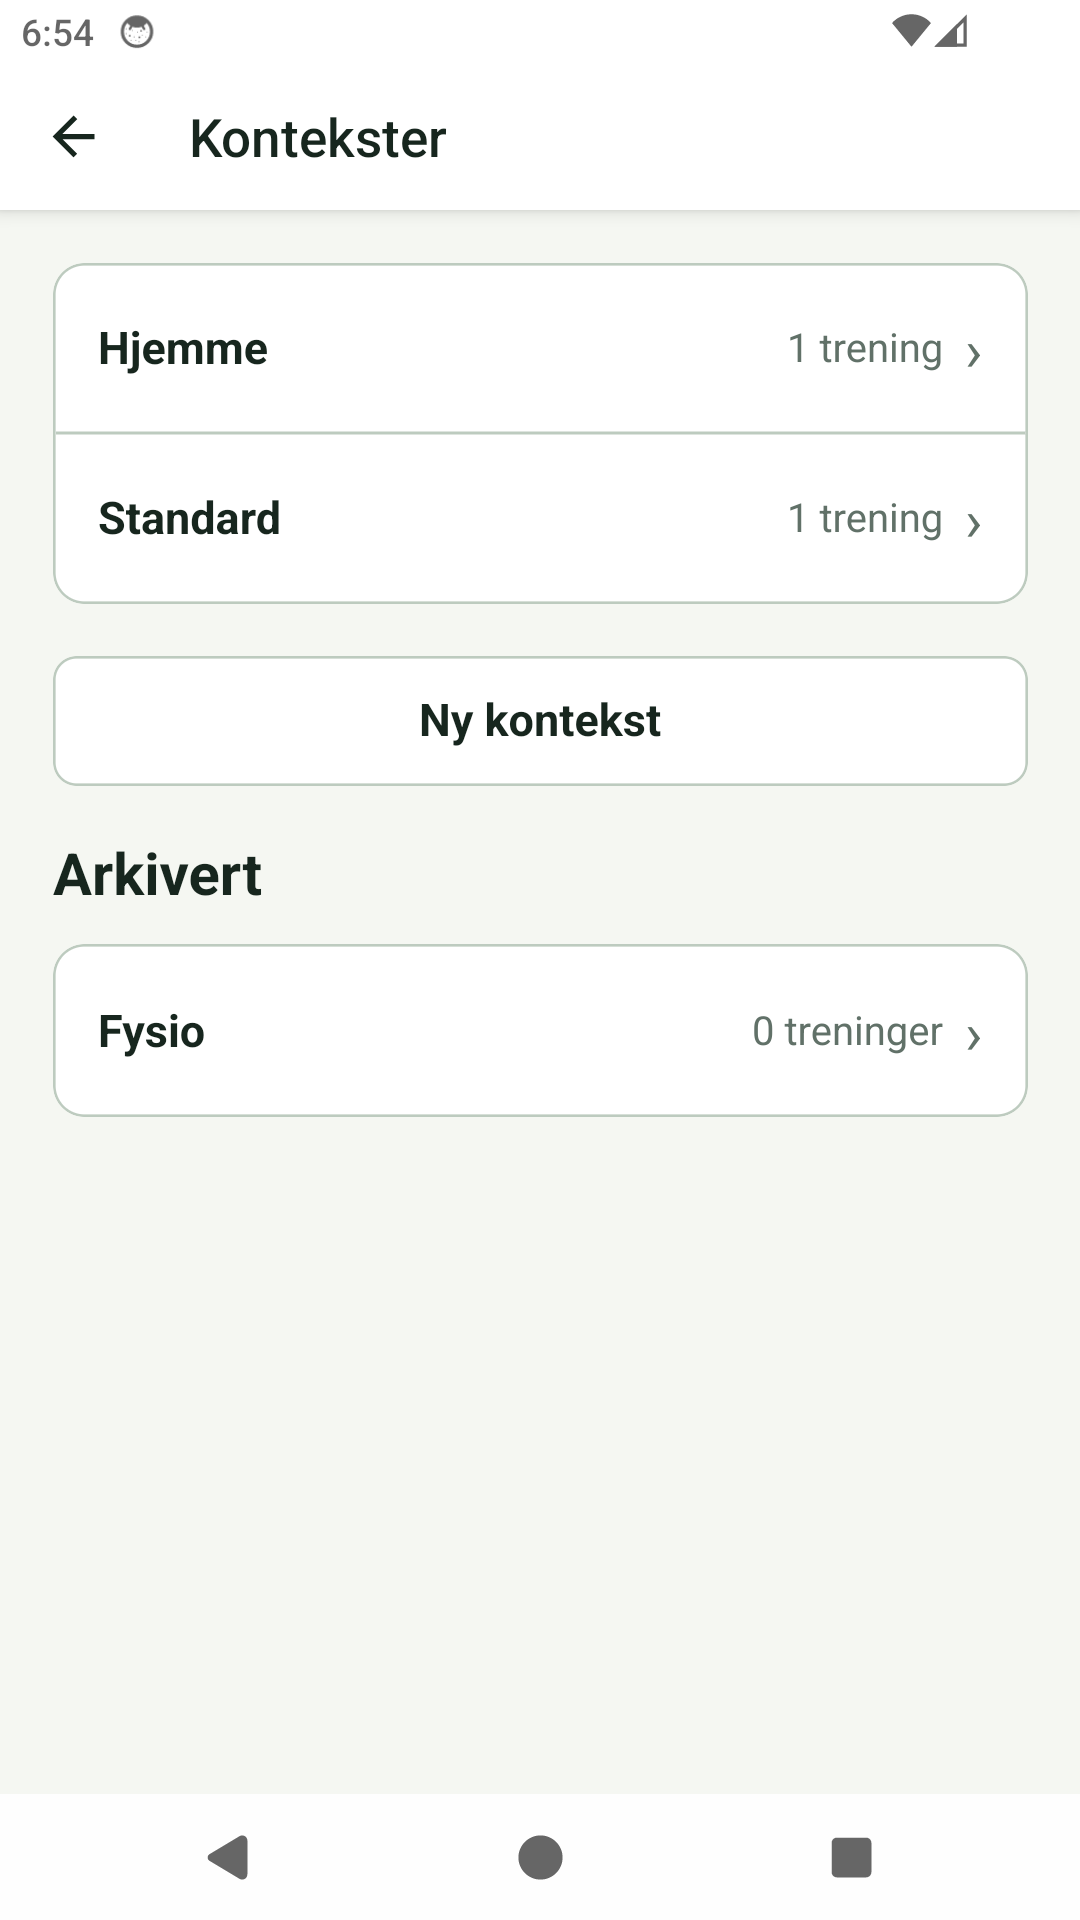 6:54
Kontekster
Hjemme 1 trening ›
Standard 1 trening ›
Ny kontekst
Arkivert
Fysio 0 treninger ›